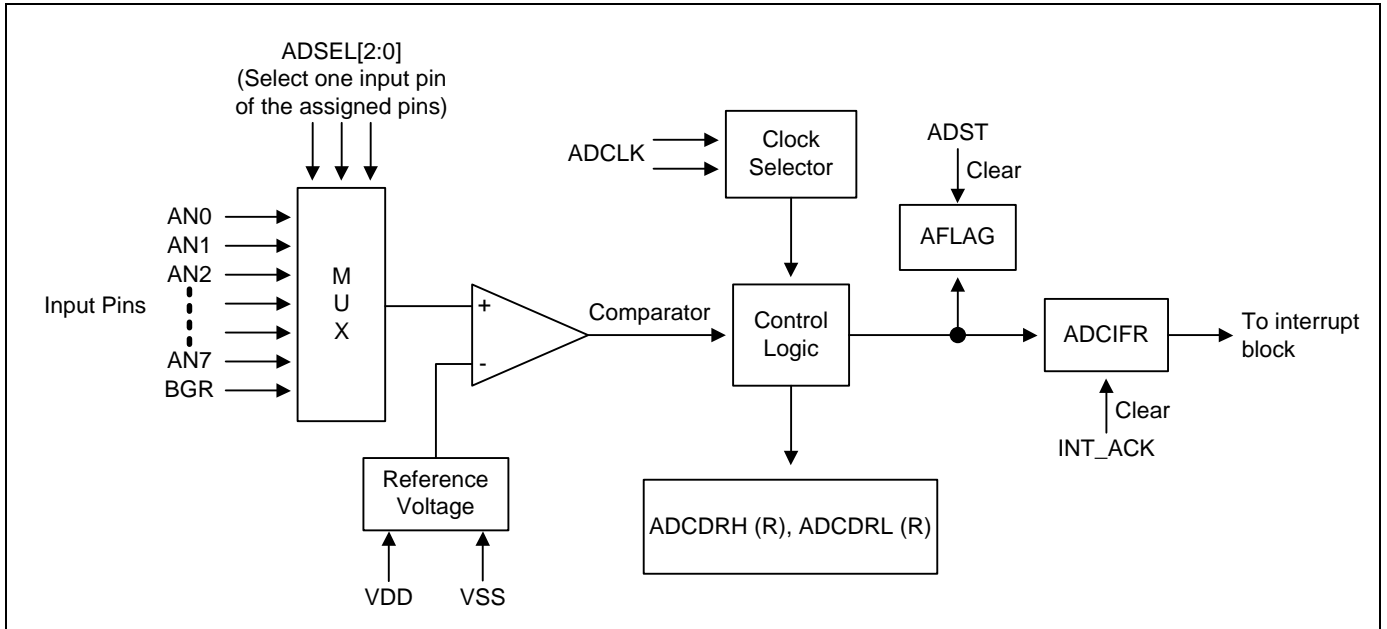 ADSEL[2:0]
(Select one input pin
of the assigned pins)
ADCLK
Clock
Selector
ADST
Clear
AFLAG
Input Pins
AN0
AN1
AN2
AN7
BGR
M
U
X
+
-
Comparator
Control
Logic
ADCIFR
To interrupt
block
Clear
INT_ACK
Reference
Voltage
VDD
VSS
ADCDRH (R), ADCDRL (R)